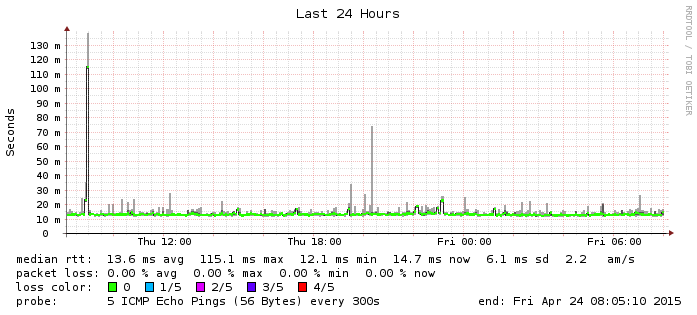 Last 24 Hours
RRDTOOL / TOBI OETIKER
Seconds
130 m
120 m
110 m
100 m
90 m
80 m
70 m
60 m
50 m
40 m
30 m
20 m
10 m
0
Thu 12:00 Thu 18:00 Fri 00:00 Fri 06:00
median rtt: 13.6 ms avg 115.1 ms max 12.1 ms min 14.7 ms now 6.1 ms sd 2.2 am/s
packet loss: 0.00 % avg 0.00 % max 0.00 % min 0.00 % now
loss color: 0 1/5 2/5 3/5 4/5
probe: 5 ICMP Echo Pings (56 Bytes) every 300s end: Fri Apr 24 08:05:10 2015